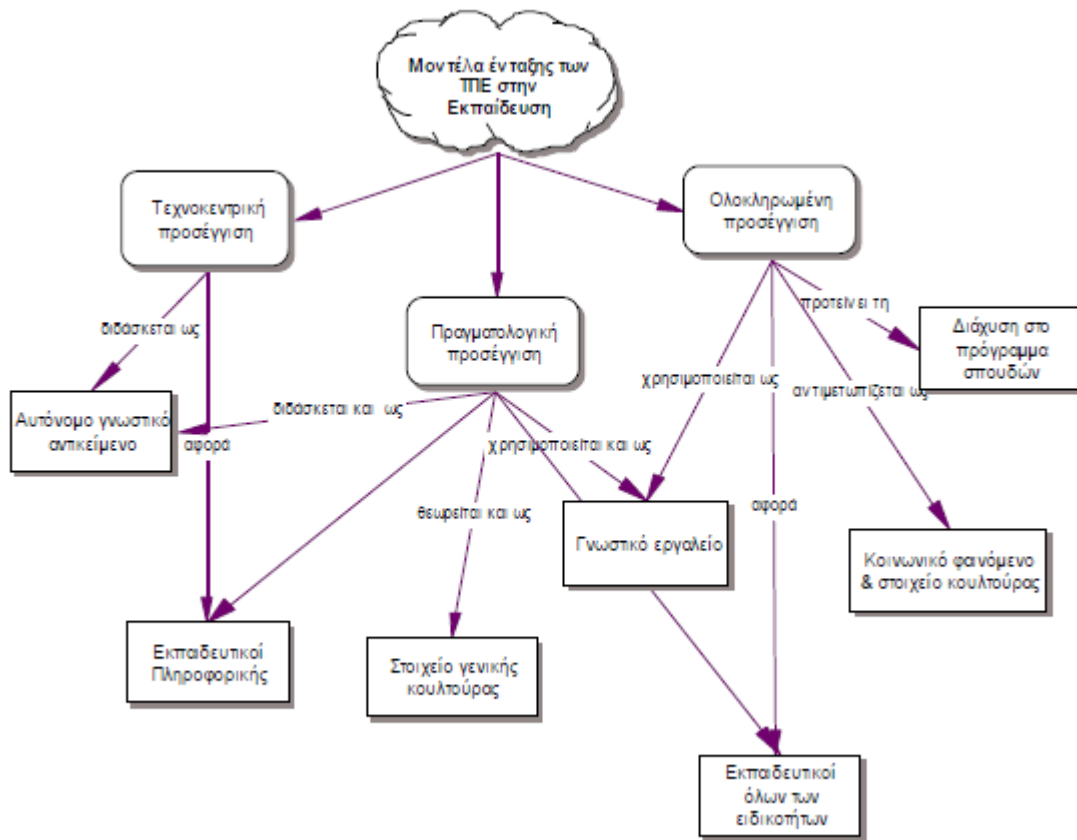 Μοντέλα ένταξης των
ΤΠΕ στην
Εκπαίδευση
Τεχνοκεντρική
προσέγγιση
Ολοκληρωμένη
προσέγγιση
Πραγματολογική
προσέγγιση
προτείνει τη
Διάχυση στο
πρόγραμμα
σπουδών
διδάσκεται ως
χρησιμοποιείται ως
αντιμετωπίζεται ως
Αυτόνομο γνωστικό
αντικείμενο
διδάσκεται και ως
αφορά
χρησιμοποιείται και ως
θεωρείται και ως
αφορά
Γνωστικό εργαλείο
Κοινωνικό φαινόμενο
& στοιχείο κουλτούρας
Εκπαιδευτικοί
Πληροφορικής
Στοιχείο γενικής
κουλτούρας
Εκπαιδευτικοί
όλων των
ειδικοτήτων